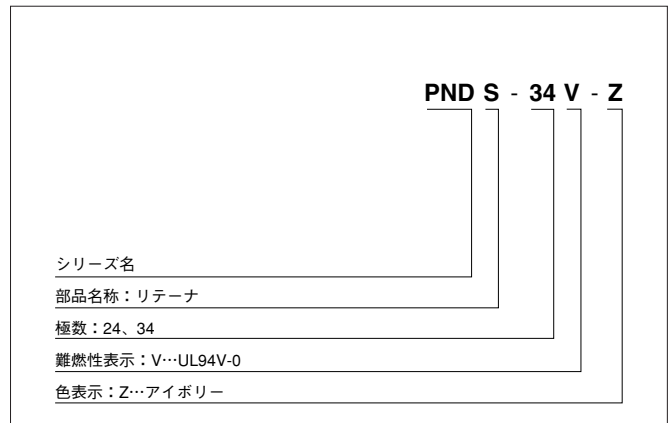 PND S - 34 V - Z
シリーズ名
部品名称：リテーナ
極数：24、34
難燃性表示：V…UL94V-0
色表示：Z…アイボリー